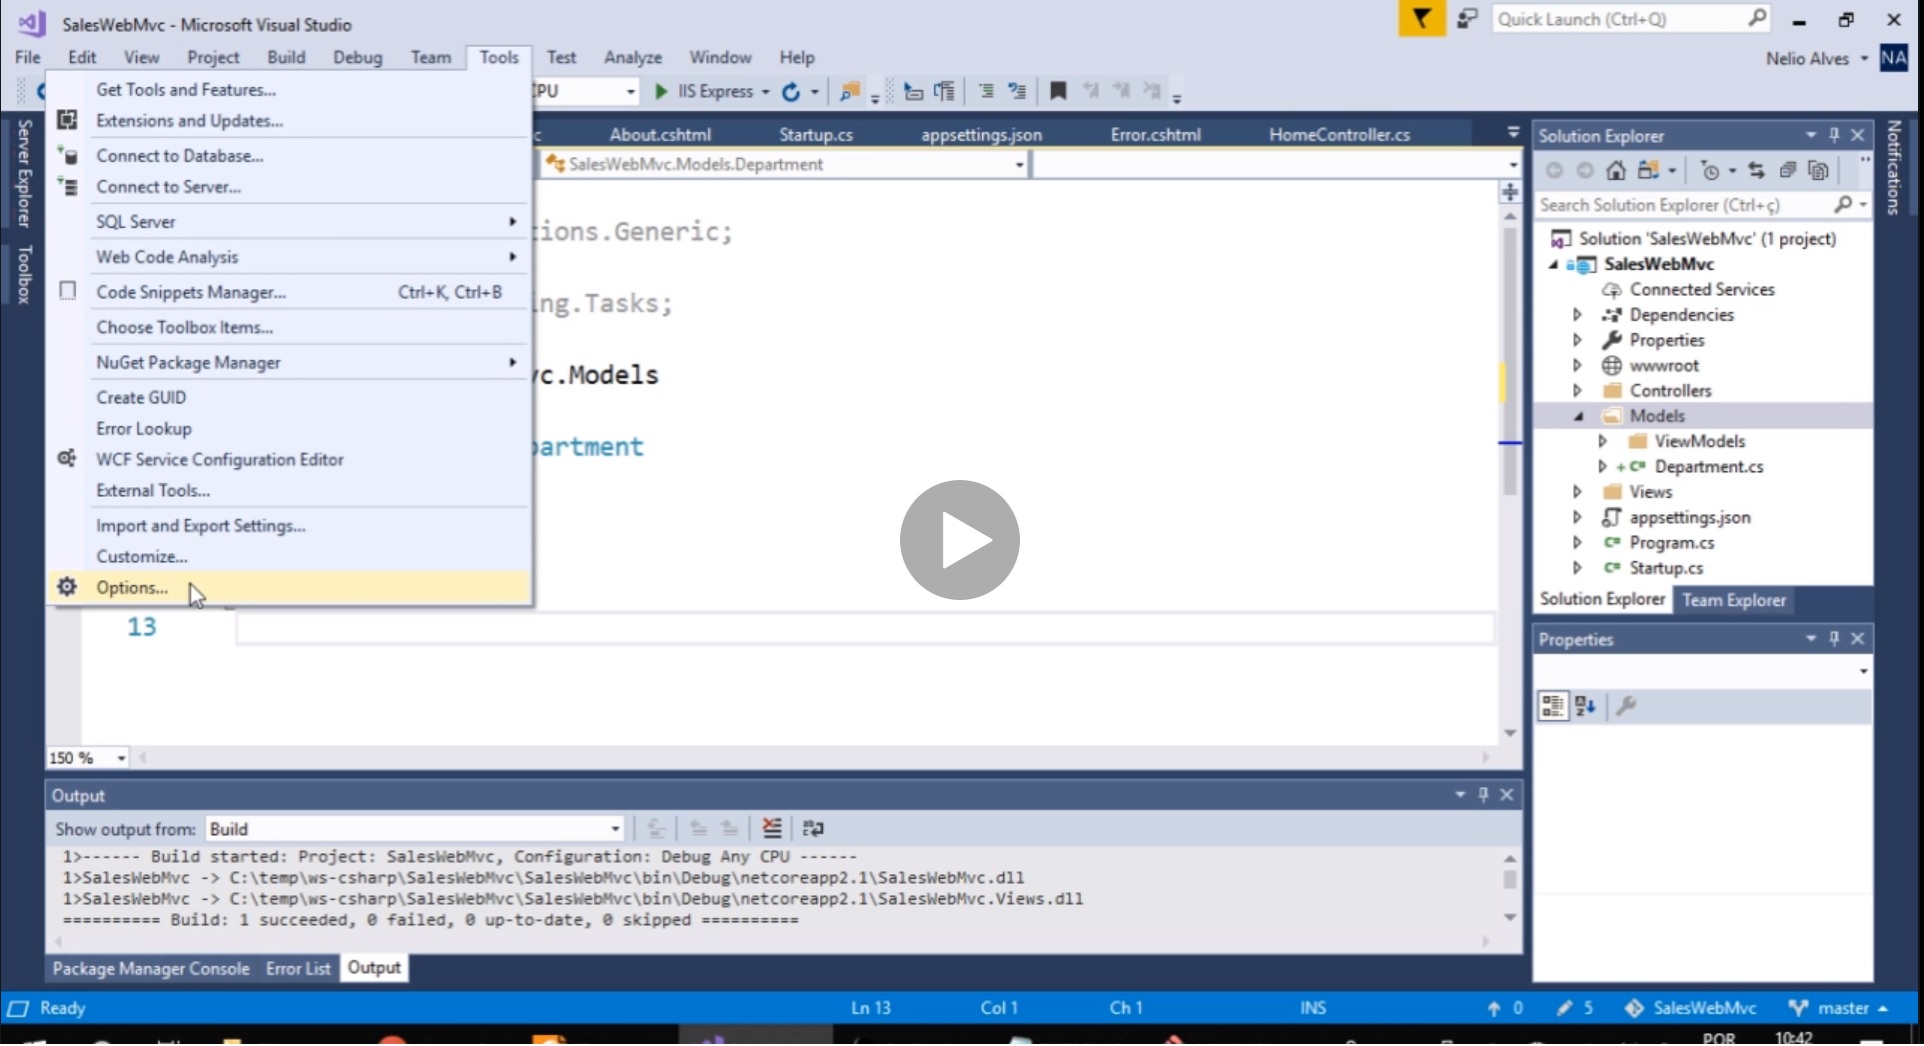 SalesWebMvc - Microsoft Visual Studio
Quick Launch (Ctrl+Q)
File Edit View Project Build Debug Team Tools Test Analyze Window Help
Nelio Alves NA
Get Tools and Features...
Extensions and Updates...
Connect to Database...
Connect to Server...
SQL Server
Web Code Analysis
Code Snippets Manager... Ctrl+K, Ctrl+B
Choose Toolbox Items...
NuGet Package Manager
Create GUID
Error Lookup
WCF Service Configuration Editor
External Tools...
Import and Export Settings...
Customize...
Options...
CPU IIS Express
Server Explorer
Toolbox
About.cshtml Startup.cs appsettings.json Error.cshtml HomeController.cs
SalesWebMvc.Models.Department
tions.Generic;
ing.Tasks;
vc.Models
partment
13
150 %
Solution Explorer
Search Solution Explorer (Ctrl+ç)
Solution 'SalesWebMvc' (1 project)
SalesWebMvc
Connected Services
Dependencies
Properties
wwwroot
Controllers
Models
ViewModels
Department.cs
Views
appsettings.json
Program.cs
Startup.cs
Solution Explorer Team Explorer
Properties
Notifications
Output
Show output from: Build
1>------ Build started: Project: SalesWebMvc, Configuration: Debug Any CPU ------
1>SalesWebMvc -> C:\temp\ws-csharp\SalesWebMvc\SalesWebMvc\bin\Debug\netcoreapp2.1\SalesWebMvc.dll
1>SalesWebMvc -> C:\temp\ws-csharp\SalesWebMvc\SalesWebMvc\bin\Debug\netcoreapp2.1\SalesWebMvc.Views.dll
========== Build: 1 succeeded, 0 failed, 0 up-to-date, 0 skipped ==========
Package Manager Console Error List Output
Ready Ln 13 Col 1 Ch 1 INS 0 5 SalesWebMvc master
POR 10:42